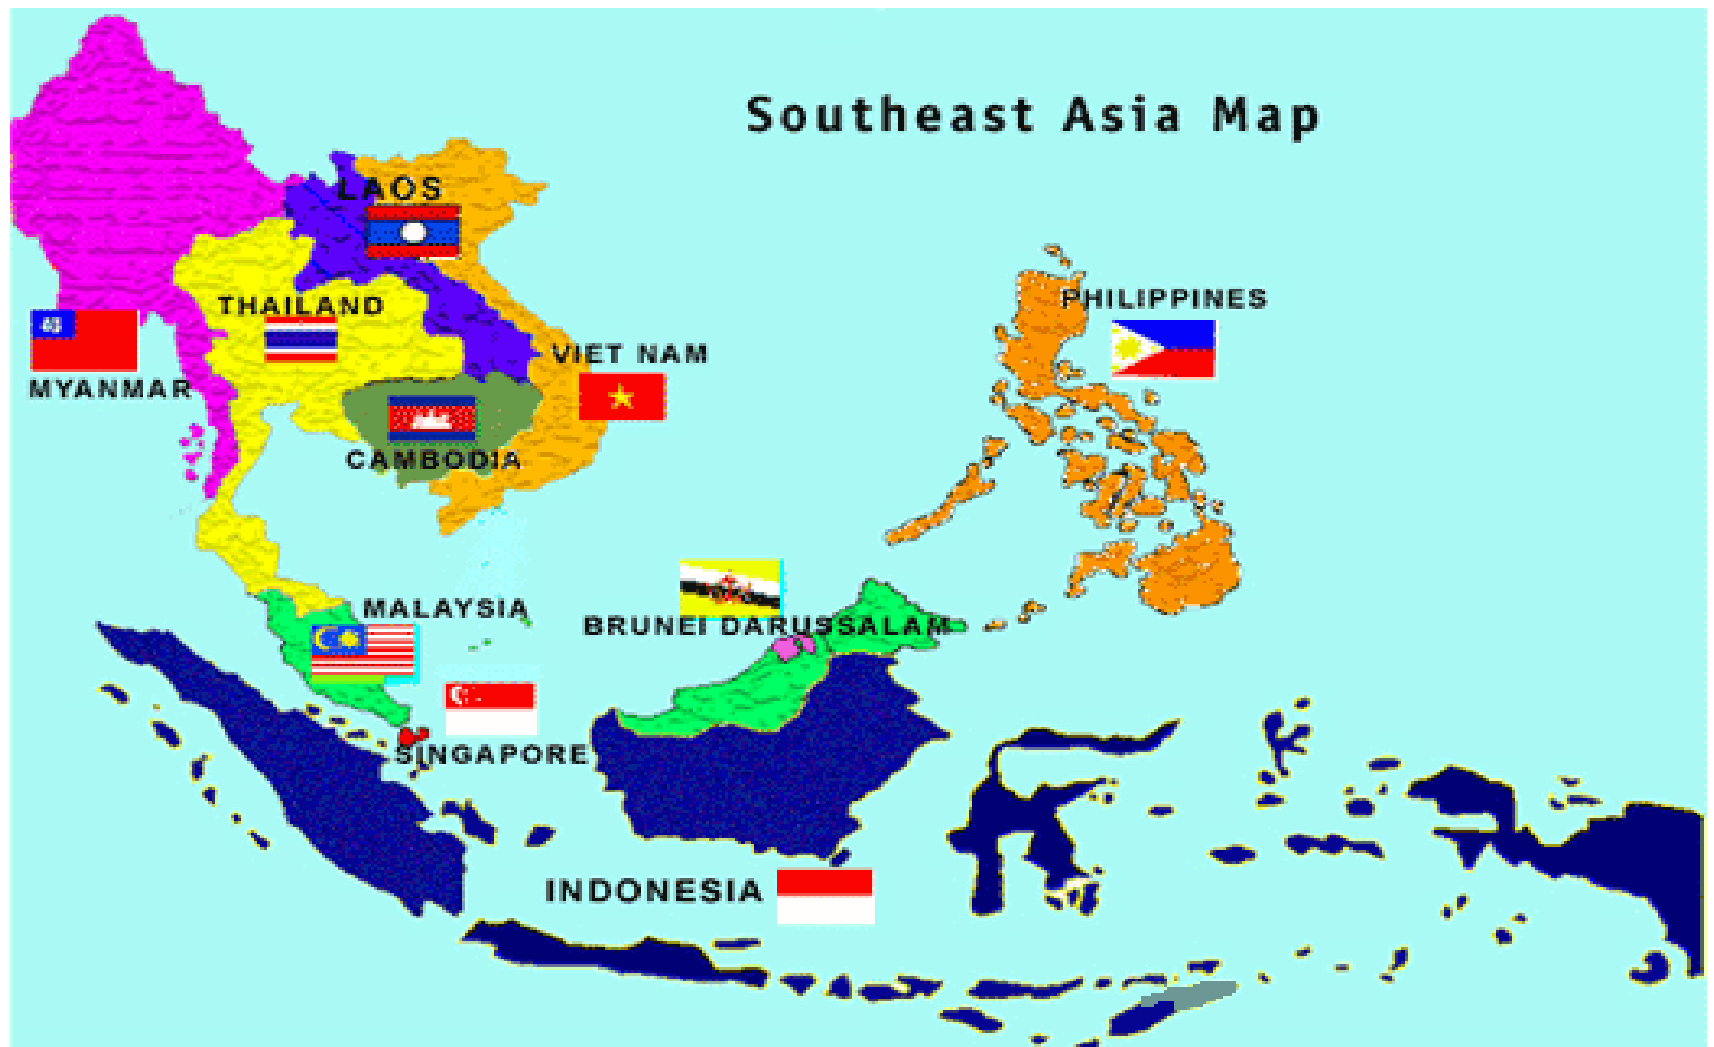 Southeast Asia Map
LAOS
THAILAND
PHILIPPINES
VIET NAM
MYANMAR
CAMBODIA
MALAYSIA
BRUNEI DARUSSALAM
SINGAPORE
INDONESIA